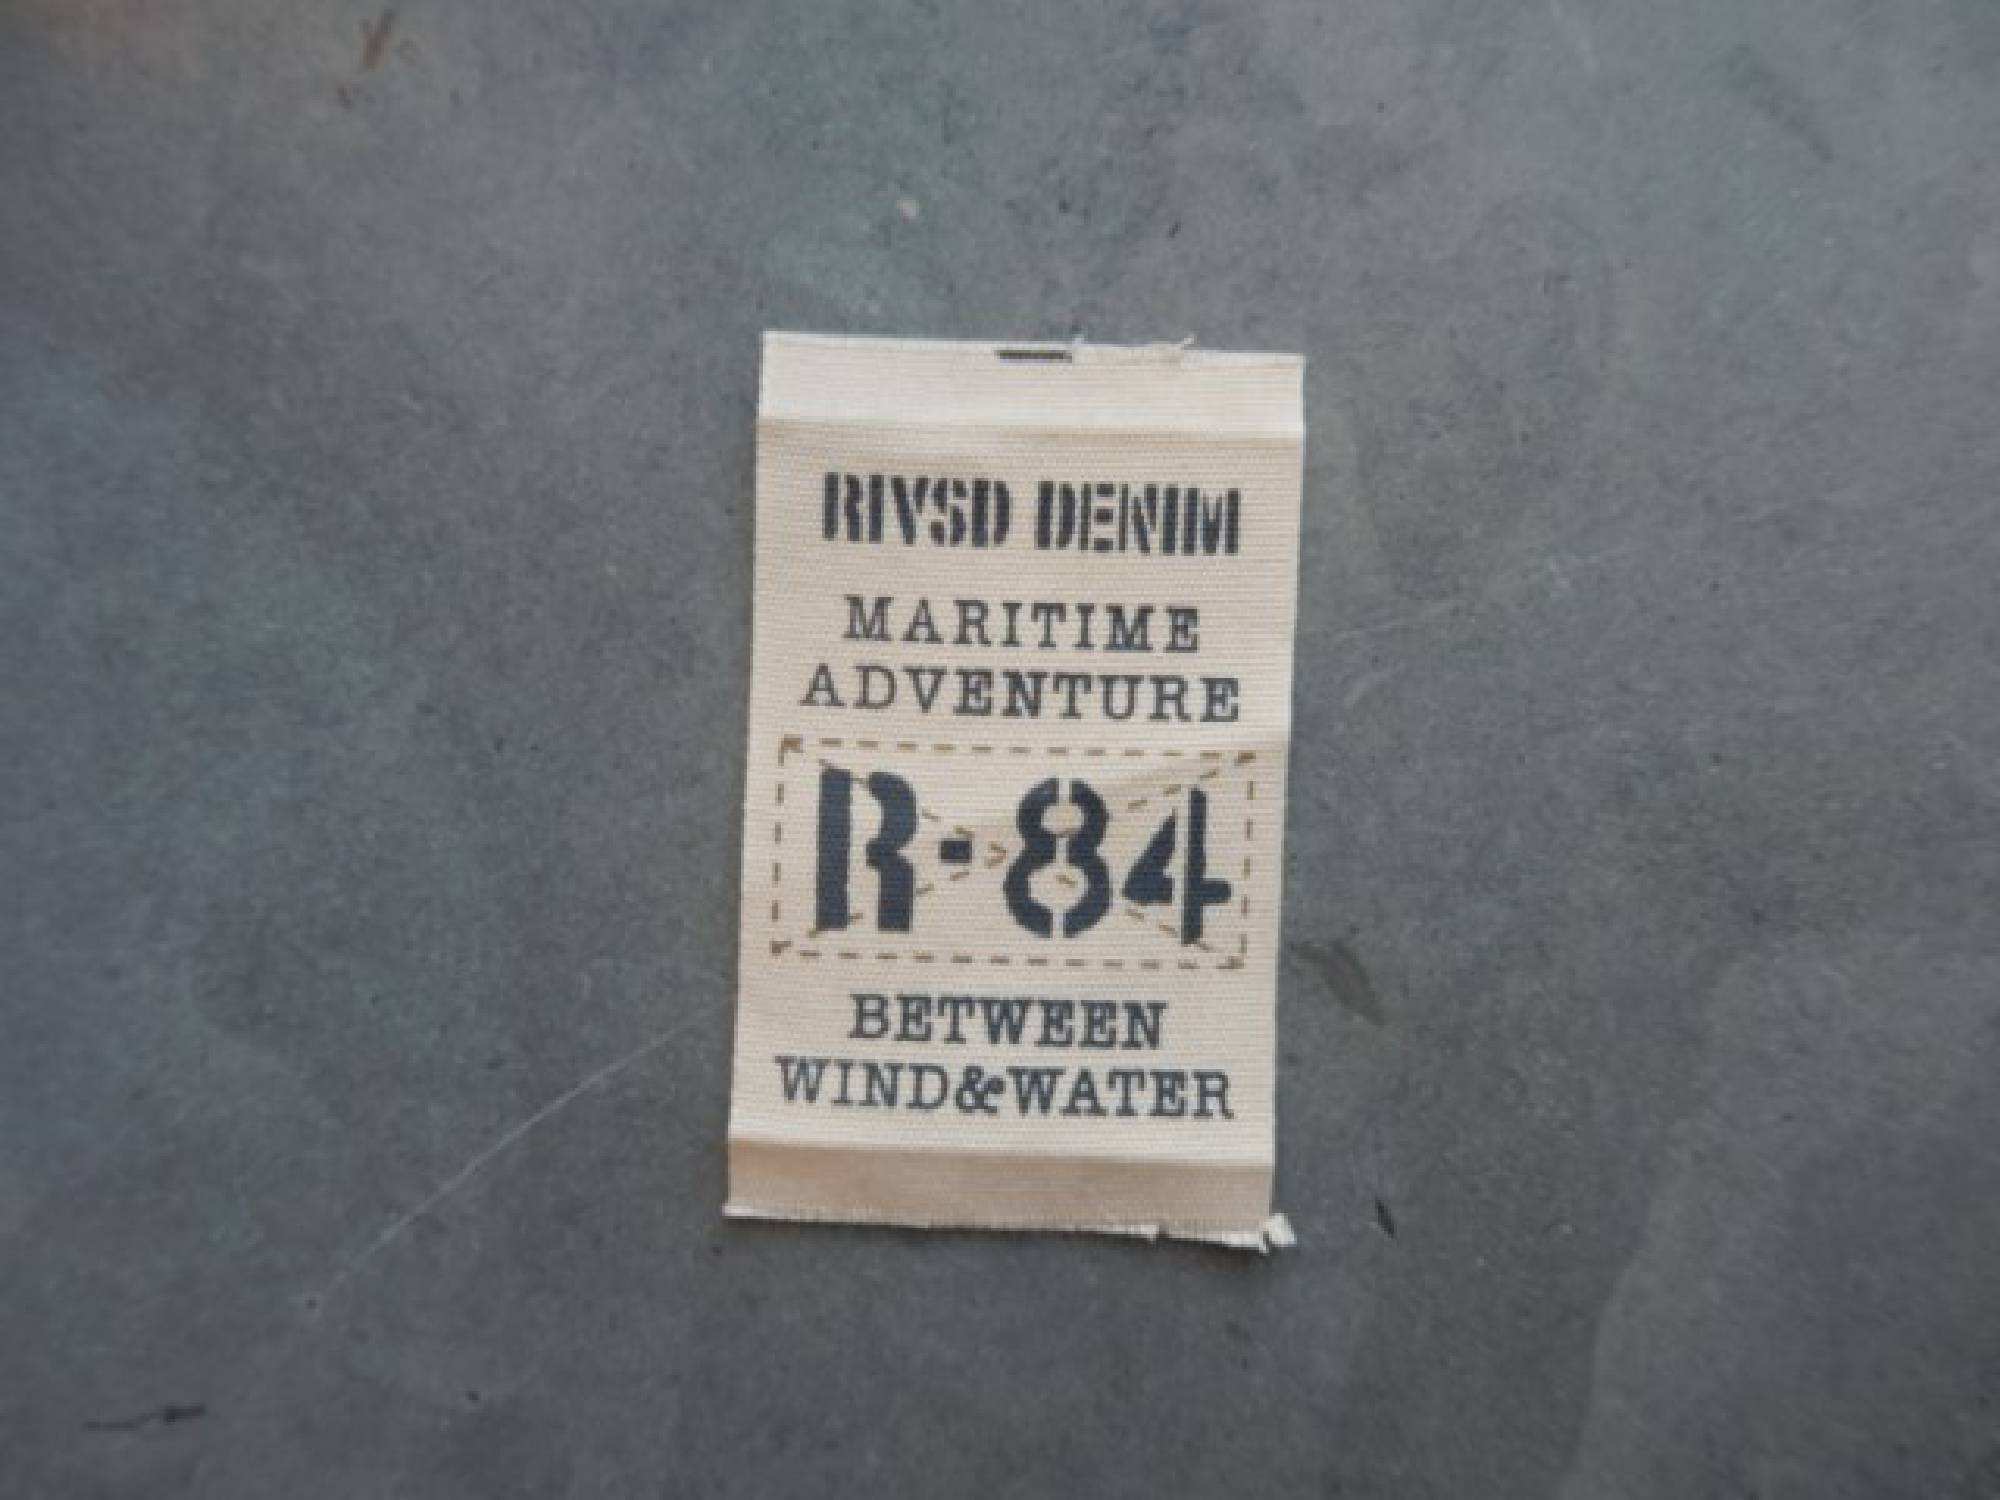 RIVSD DENIM
MARITIME
ADVENTURE
R-84
BETWEEN
WIND&WATER